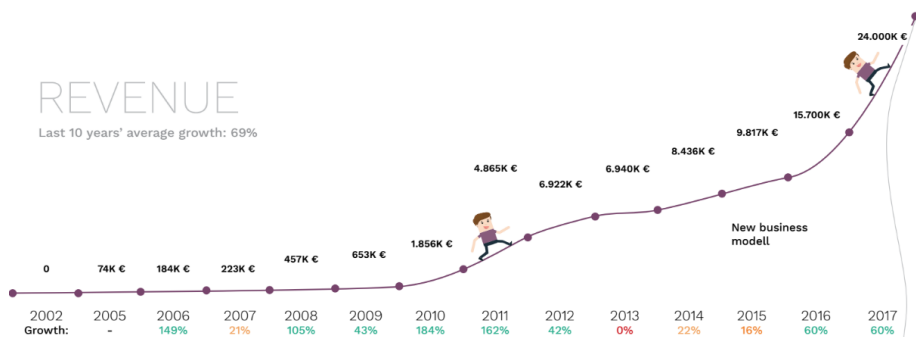 REVENUE
Last 10 years' average growth: 69%
0 74K € 184K € 223K € 457K € 653K € 1.856K € 4.865K € 6.922K € 6.940K € 8.436K € 9.817K € 15.700K € 24.000K €
New business
modell
2002 2005 2006 2007 2008 2009 2010 2011 2012 2013 2014 2015 2016 2017
Growth: - 149% 21% 105% 43% 184% 162% 42% 0% 22% 16% 60% 60%